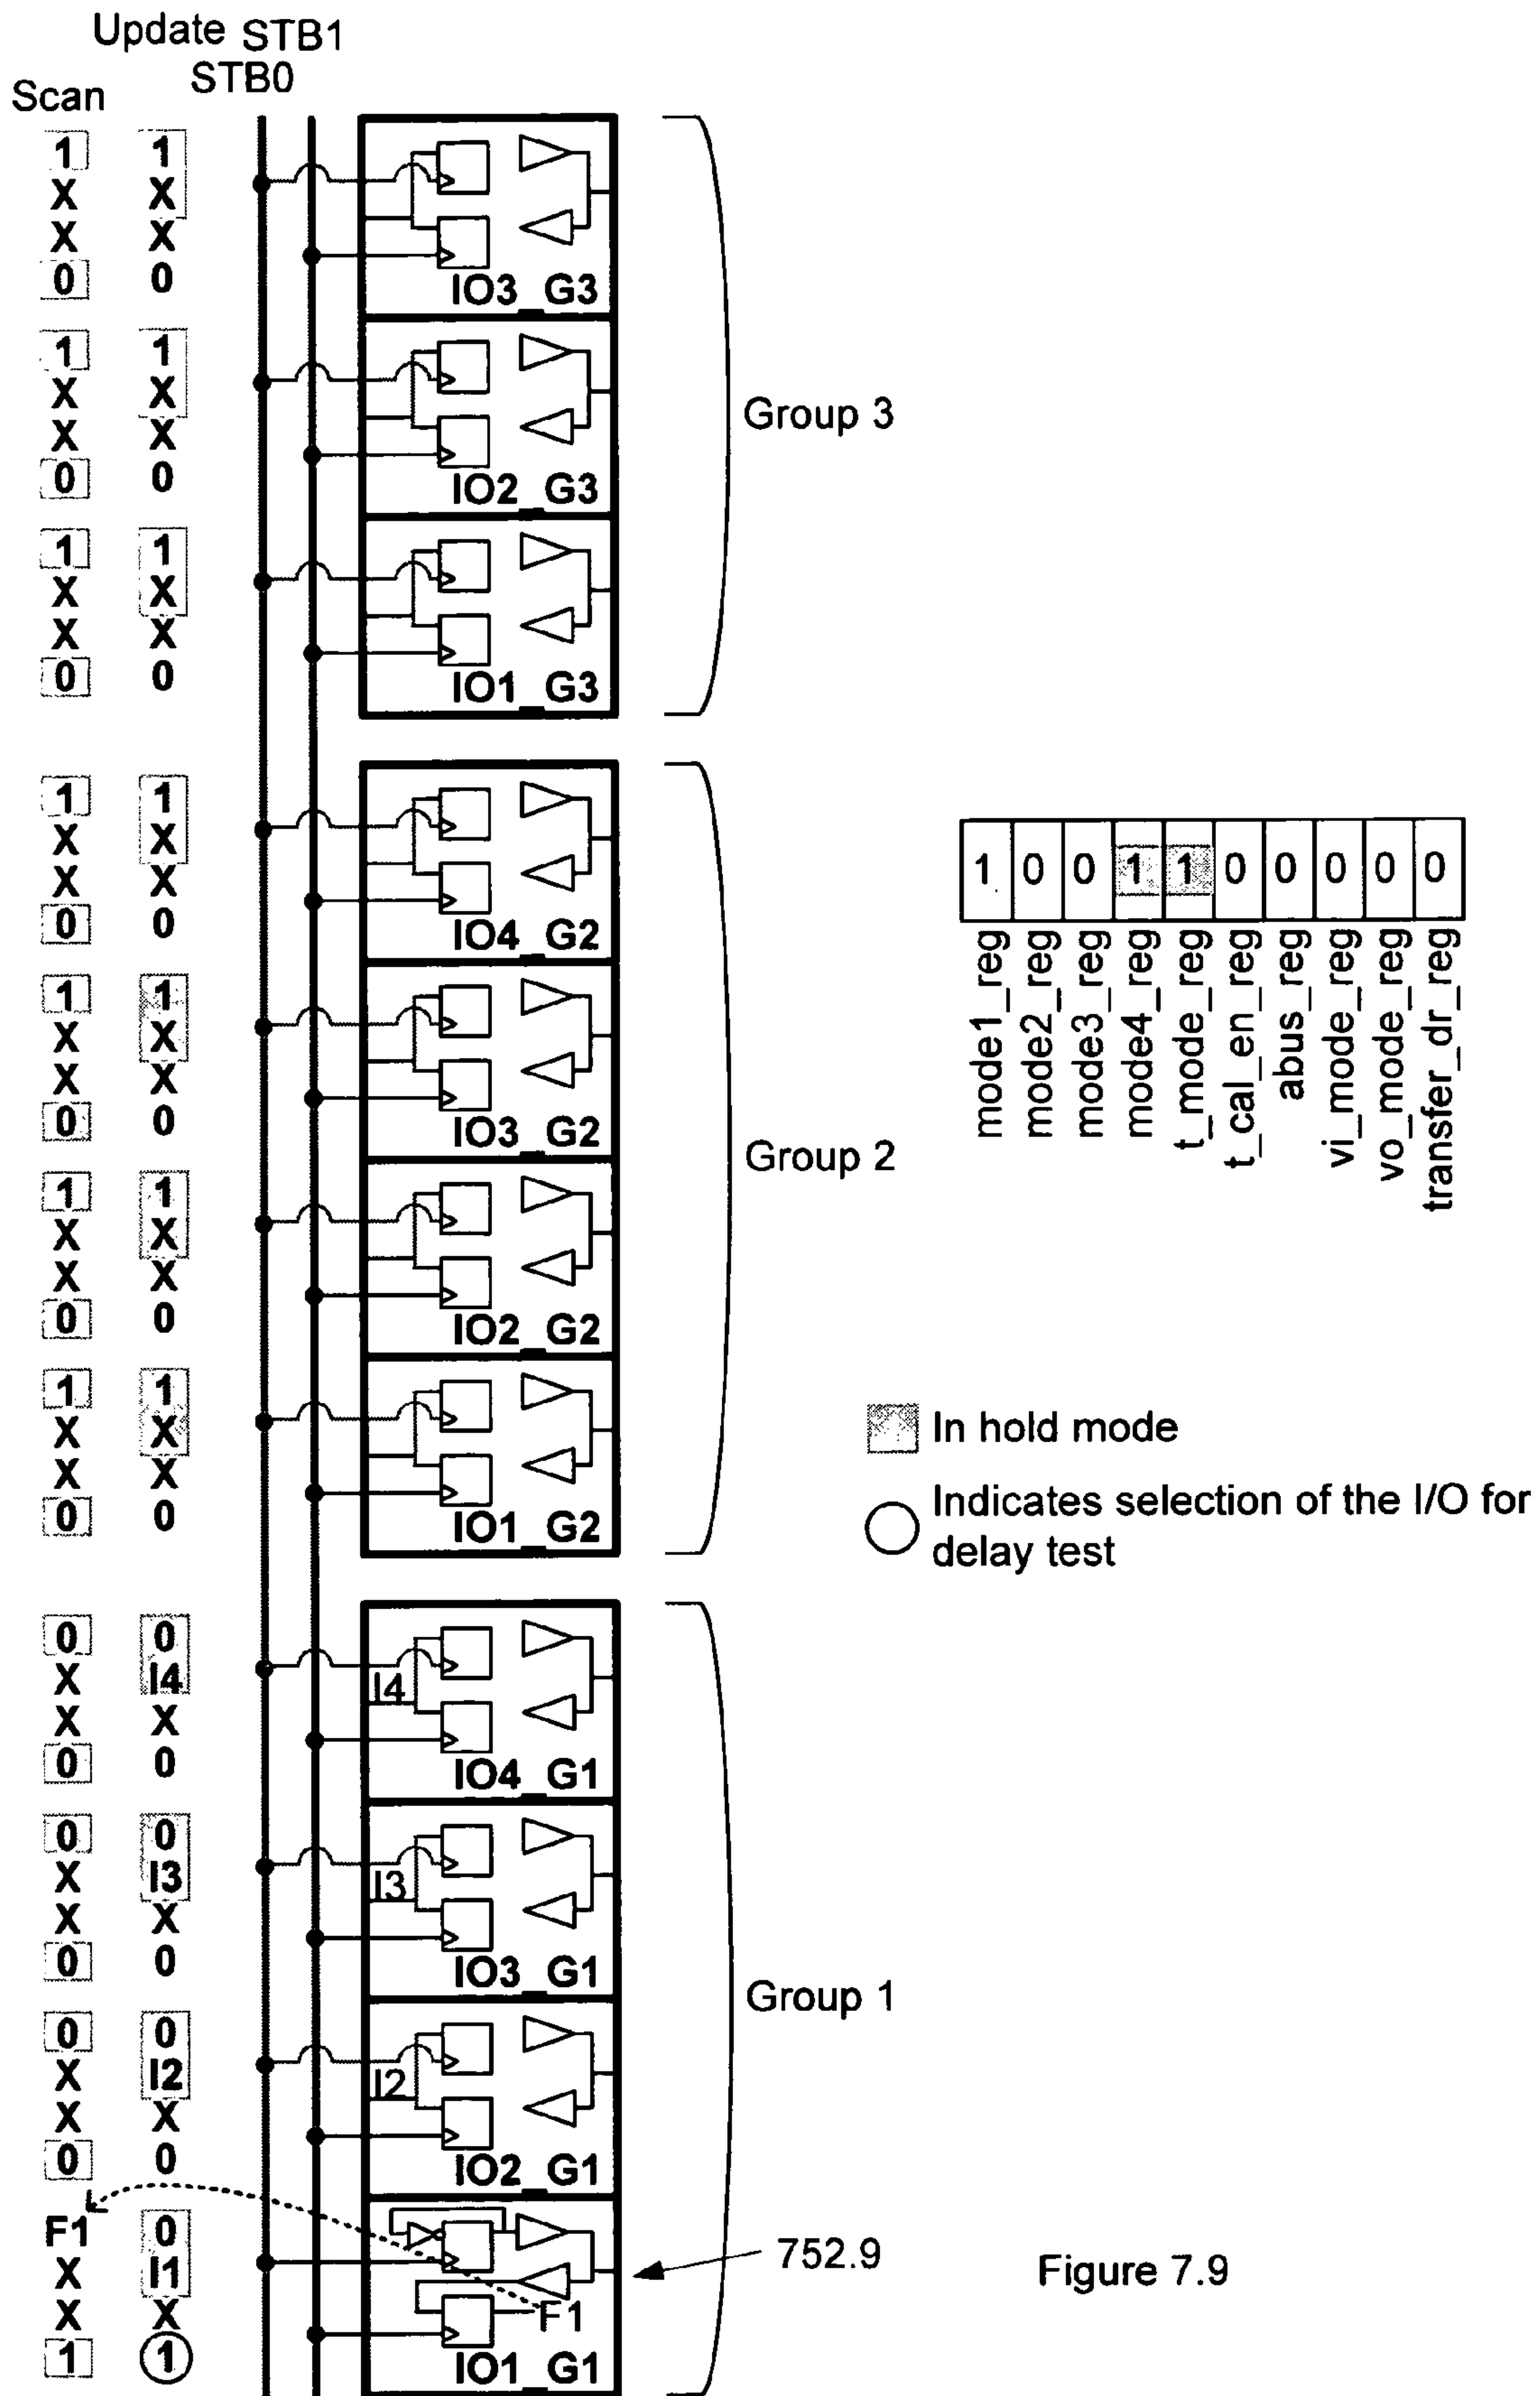 Update STB1
STB0
Scan
1 1
X X
X X
0 0
IO3_G3
1 1
X X
X X
0 0
IO2_G3
1 1
X X
X X
0 0
IO1_G3
Group 3
1 1
X X
X X
0 0
IO4_G2
1 1
X X
X X
0 0
IO3_G2
1 1
X X
X X
0 0
IO2_G2
1 1
X X
X X
0 0
IO1_G2
Group 2
1 0 0 1 1 0 0 0 0 0
mode1_reg
mode2_reg
mode3_reg
mode4_reg
t_mode_reg
t_cal_en_reg
abus_reg
vi_mode_reg
vo_mode_reg
transfer_dr_reg
In hold mode
Indicates selection of the I/O for
delay test
0 0
X I4
X X
0 0
I4
IO4_G1
0 0
X I3
X X
0 0
I3
IO3_G1
0 0
X I2
X X
0 0
I2
IO2_G1
Group 1
F1 0
X I1
X X
1 1
F1
IO1_G1
752.9
Figure 7.9